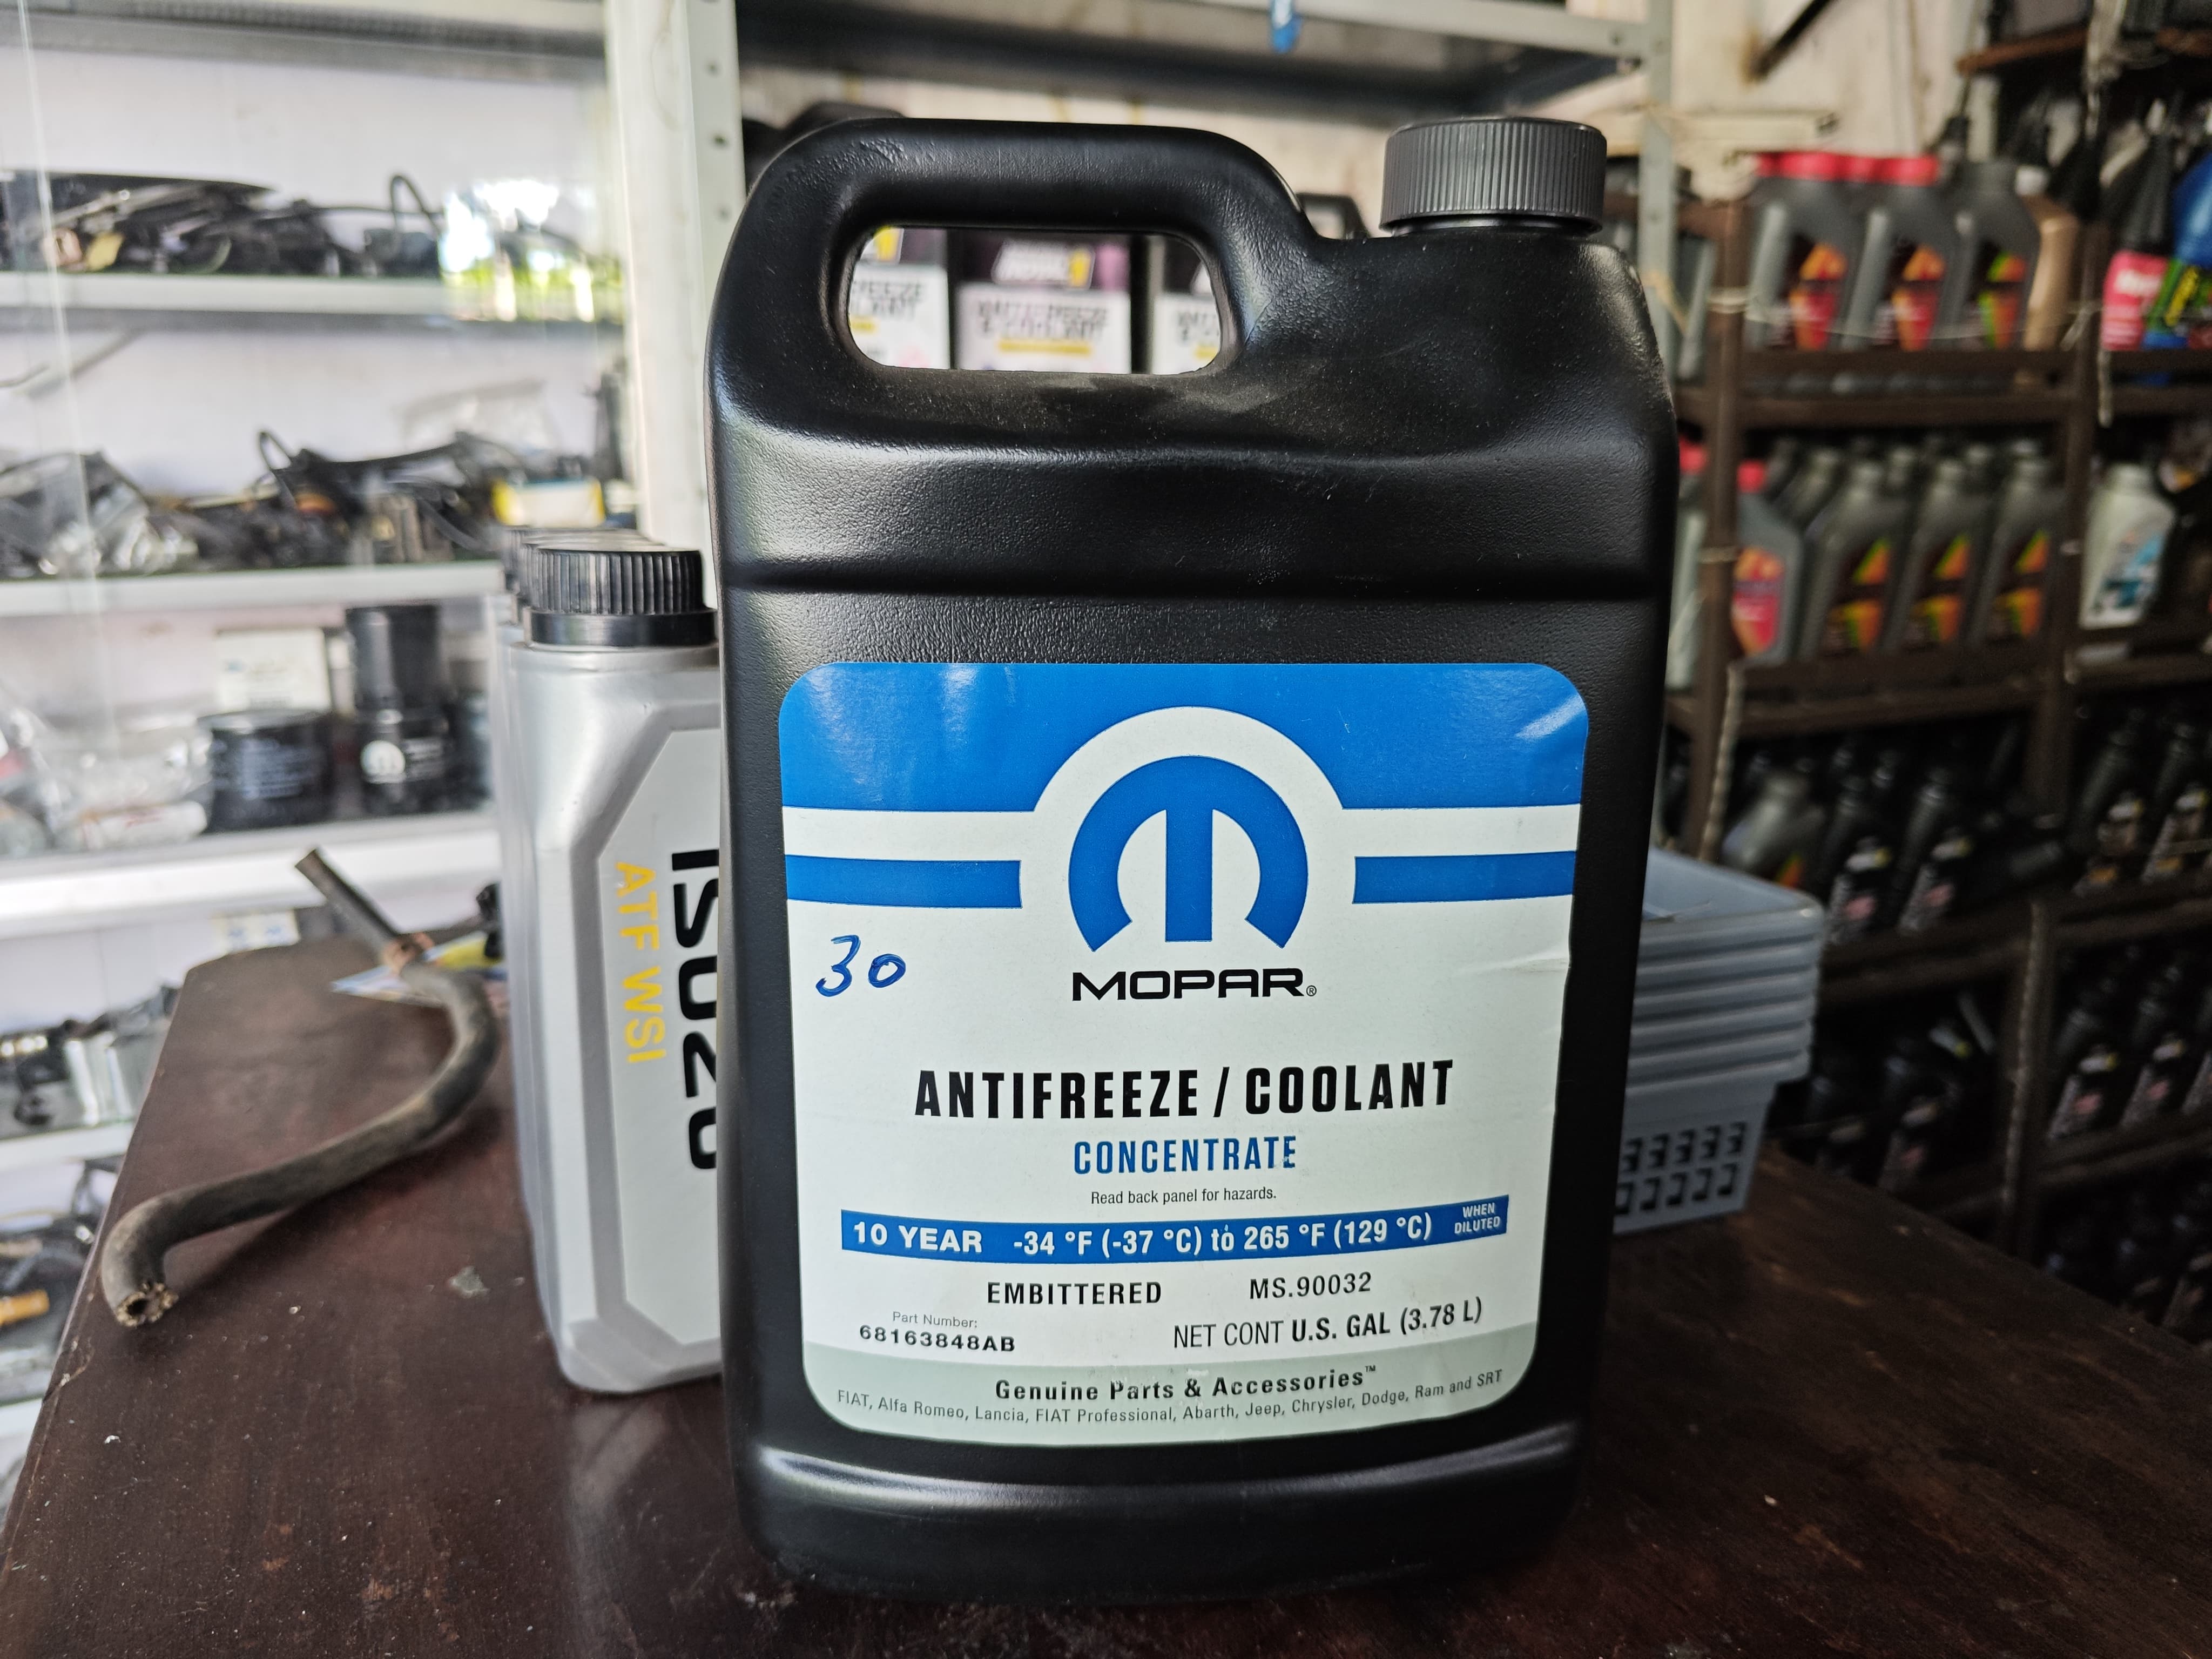 30
MOPAR®
ANTIFREEZE / COOLANT
CONCENTRATE
Read back panel for hazards.
10 YEAR -34 °F (-37 °C) to 265 °F (129 °C) WHEN DILUTED
EMBITTERED MS.90032
Part Number:
68163848AB
NET CONT U.S. GAL (3.78 L)
Genuine Parts & Accessories™
FIAT, Alfa Romeo, Lancia, FIAT Professional, Abarth, Jeep, Chrysler, Dodge, Ram and SRT
ATF WSI
ANTIFREEZE
& COOLANT